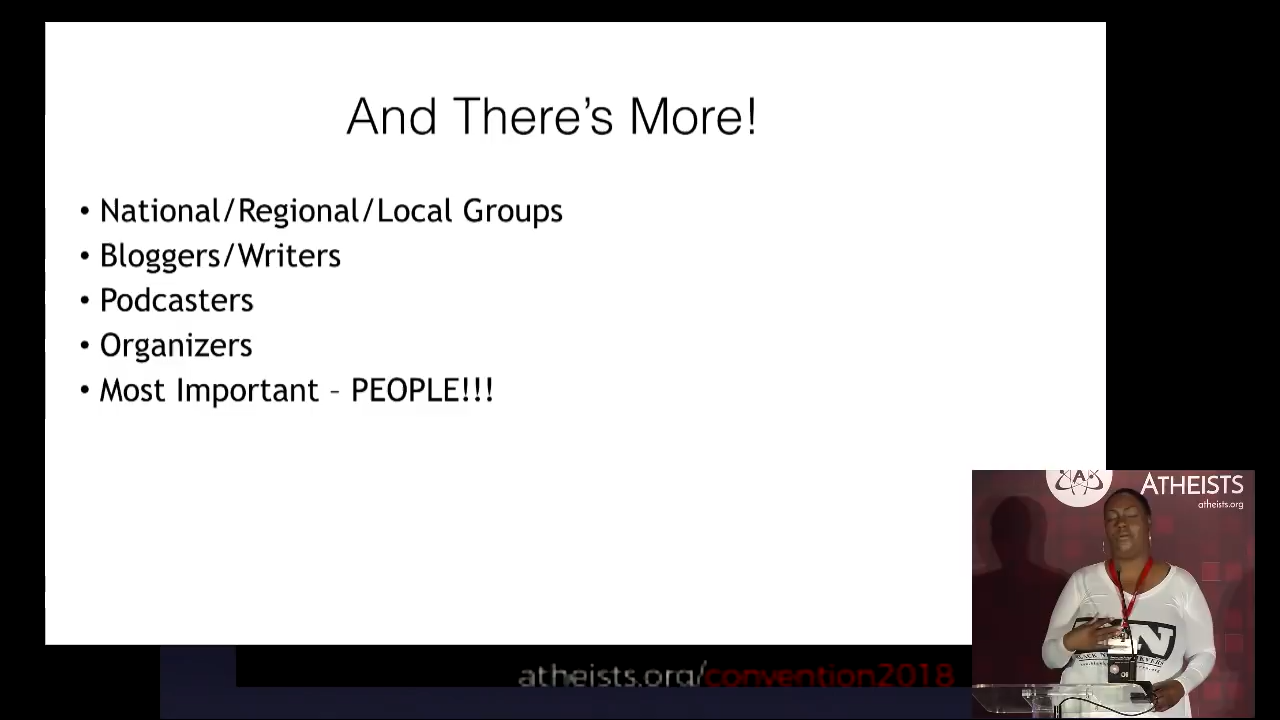 And There’s More!
• National/Regional/Local Groups
• Bloggers/Writers
• Podcasters
• Organizers
• Most Important – PEOPLE!!!
A
ATHEISTS
atheists.org
atheists.org/convention2018